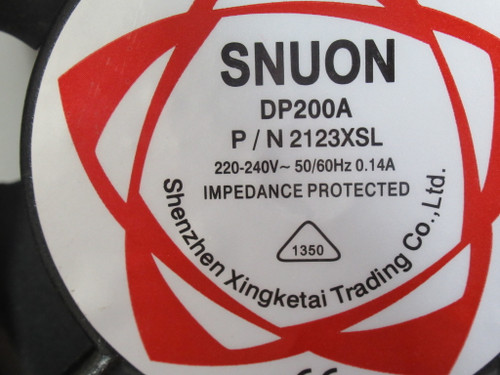 SNUON
DP200A
P / N 2123XSL
220-240V~ 50/60Hz 0.14A
IMPEDANCE PROTECTED
1350
Shenzhen Xingketai Trading Co.,Ltd.